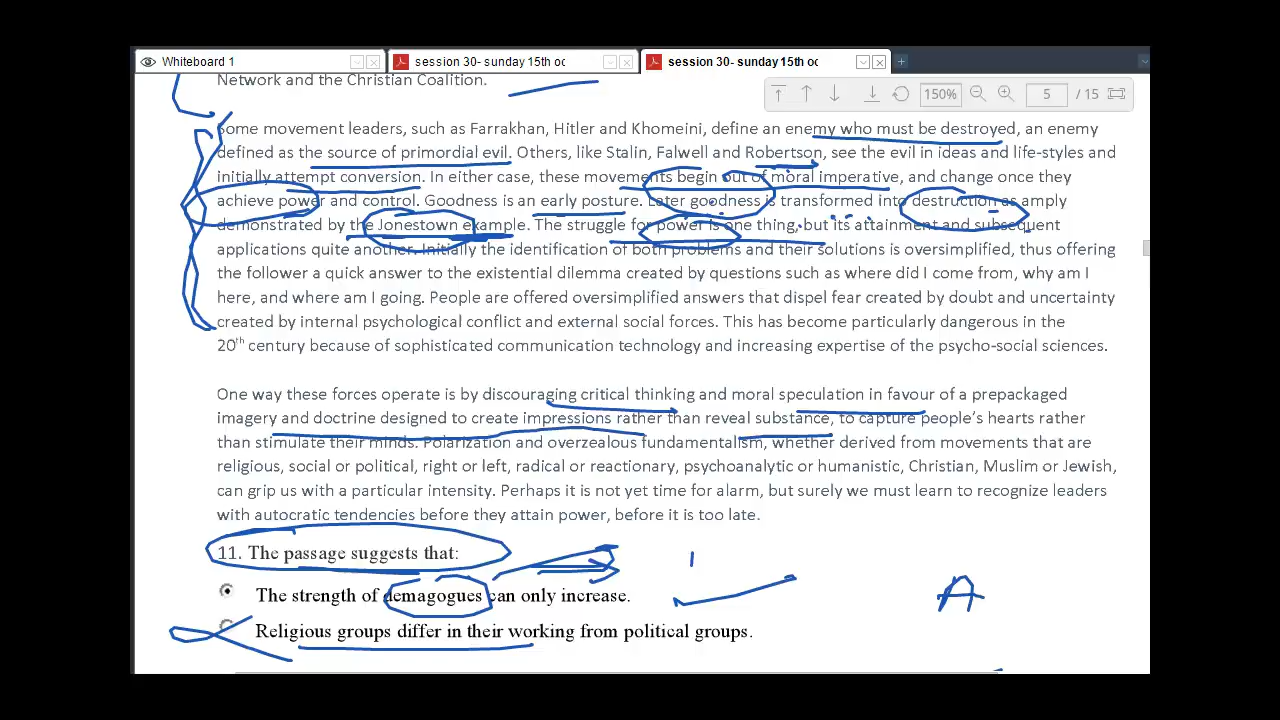 Whiteboard 1
session 30- sunday 15th oc
session 30- sunday 15th oc
150%
5
/ 15
Network and the Christian Coalition.
Some movement leaders, such as Farrakhan, Hitler and Khomeini, define an enemy who must be destroyed, an enemy
defined as the source of primordial evil. Others, like Stalin, Falwell and Robertson, see the evil in ideas and life-styles and
initially attempt conversion. In either case, these movements begin out of moral imperative, and change once they
achieve power and control. Goodness is an early posture. Later goodness is transformed into destruction as amply
demonstrated by the Jonestown example. The struggle for power is one thing, but its attainment and subsequent
applications quite another. Initially the identification of both problems and their solutions is oversimplified, thus offering
the follower a quick answer to the existential dilemma created by questions such as where did I come from, why am I
here, and where am I going. People are offered oversimplified answers that dispel fear created by doubt and uncertainty
created by internal psychological conflict and external social forces. This has become particularly dangerous in the
20th century because of sophisticated communication technology and increasing expertise of the psycho-social sciences.
One way these forces operate is by discouraging critical thinking and moral speculation in favour of a prepackaged
imagery and doctrine designed to create impressions rather than reveal substance, to capture people's hearts rather
than stimulate their minds. Polarization and overzealous fundamentalism, whether derived from movements that are
religious, social or political, right or left, radical or reactionary, psychoanalytic or humanistic, Christian, Muslim or Jewish,
can grip us with a particular intensity. Perhaps it is not yet time for alarm, but surely we must learn to recognize leaders
with autocratic tendencies before they attain power, before it is too late.
11. The passage suggests that:
The strength of demagogues can only increase.
A
Religious groups differ in their working from political groups.